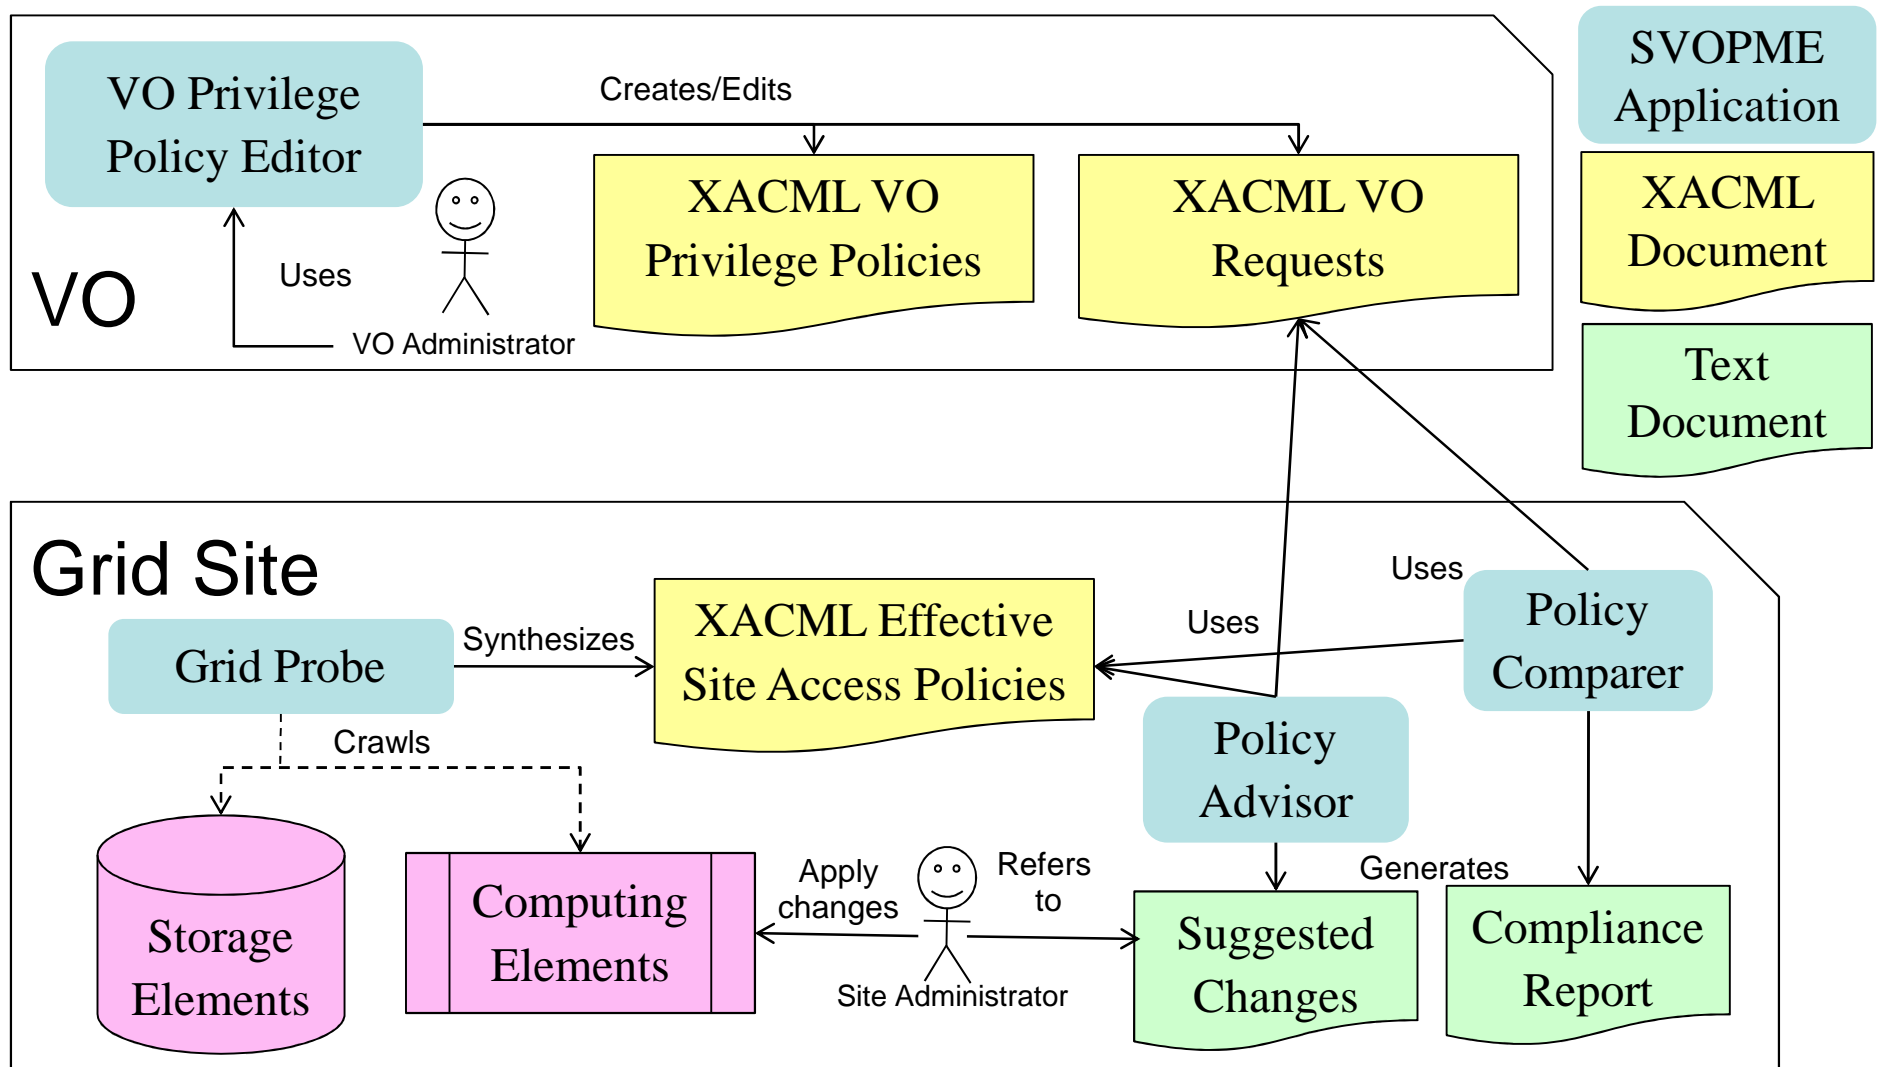 VO Privilege
Policy Editor
Creates/Edits
XACML VO
Privilege Policies
XACML VO
Requests
Uses
VO
VO Administrator
SVOPME
Application
XACML
Document
Text
Document
Grid Site
Grid Probe
Synthesizes
XACML Effective
Site Access Policies
Uses
Uses
Policy
Comparer
Policy
Advisor
Crawls
Storage
Elements
Computing
Elements
Apply
changes
Refers
to
Site Administrator
Generates
Suggested
Changes
Compliance
Report